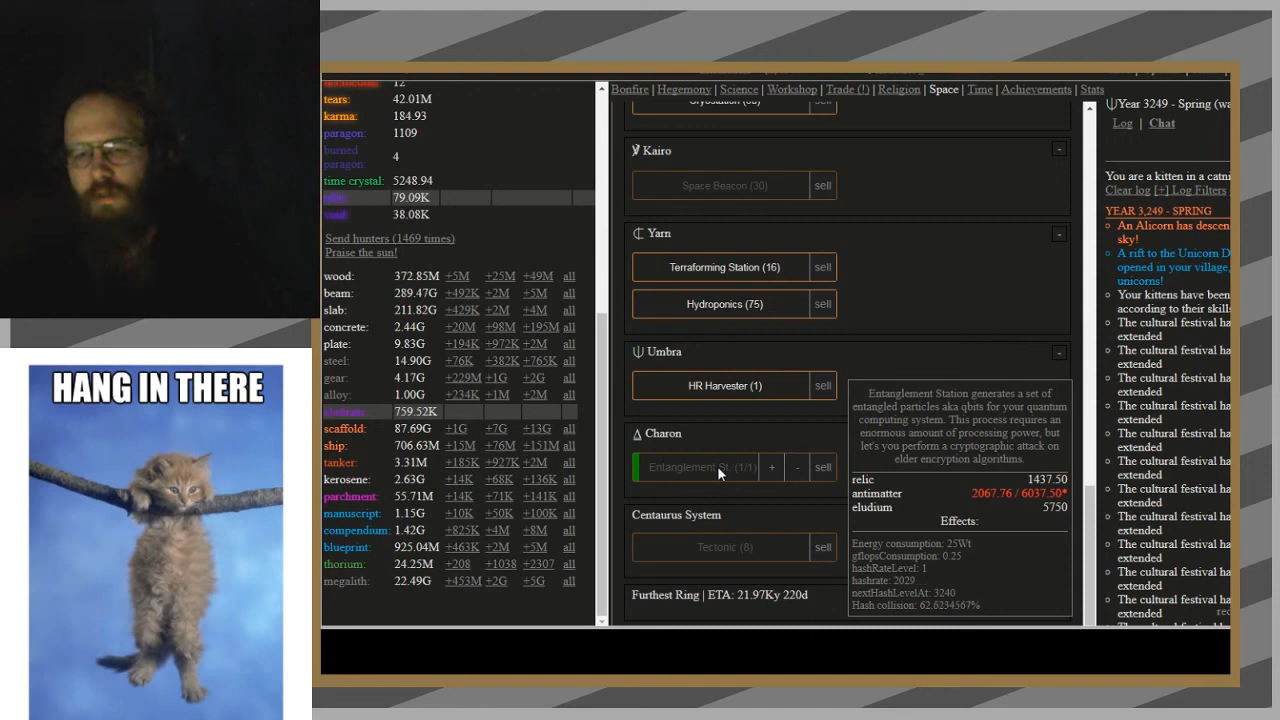 12
tears: 42.01M
karma: 184.93
paragon: 1109
burned
paragon: 4
time crystal: 5248.94
79.09K
void: 38.08K
Send hunters (1469 times)
Praise the sun!
wood: 372.85M +5M +25M +49M all
beam: 289.47G +492K +2M +5M all
slab: 211.82G +429K +2M +4M all
concrete: 2.44G +20M +98M +195M all
plate: 9.83G +194K +972K +2M all
steel: 14.90G +76K +382K +765K all
gear: 4.17G +229M +1G +2G all
alloy: 1.00G +234K +1M +2M all
eludium: 759.52K
scaffold: 87.69G +1G +7G +13G all
ship: 706.63M +15M +76M +151M all
tanker: 3.31M +185K +927K +2M all
kerosene: 2.63G +14K +68K +136K all
parchment: 55.71M +14K +71K +141K all
manuscript: 1.15G +10K +50K +100K all
compendium: 1.42G +825K +4M +8M all
blueprint: 925.04M +463K +2M +5M all
thorium: 24.25M +208 +1038 +2307 all
megalith: 22.49G +453M +2G +5G all
HANG IN THERE
Bonfire | Hegemony | Science | Workshop | Trade (!) | Religion | Space | Time | Achievements | Stats
sell
Kairo -
Space Beacon (30) sell
Yarn -
Terraforming Station (16) sell
Hydroponics (75) sell
Umbra -
HR Harvester (1) sell
Charon
Entanglement St. (1/1) + - sell
Centaurus System
Tectonic (8) sell
Furthest Ring | ETA: 21.97Ky 220d
Entanglement Station generates a set of
entangled particles aka qbits for your quantum
computing system. This process requires an
enormous amount of processing power, but
let's you perform a cryptographic attack on
elder encryption algorithms.
relic 1437.50
antimatter 2067.76 / 6037.50*
eludium 5750
Effects:
Energy consumption: 25Wt
gflopsConsumption: 0.25
hashRateLevel: 1
hashrate: 2029
nextHashLevelAt: 3240
Hash collision: 62.6234567%
Year 3249 - Spring (wa
Log | Chat
You are a kitten in a catni
Clear log [+] Log Filters
YEAR 3,249 - SPRING
An Alicorn has descen
sky!
A rift to the Unicorn D
opened in your village,
unicorns!
Your kittens have been
according to their skill
The cultural festival ha
extended
The cultural festival ha
extended
The cultural festival ha
extended
The cultural festival ha
extended
The cultural festival ha
extended
The cultural festival ha
extended
The cultural festival ha
extended
The cultural festival ha
extended
The cultural festival ha
extended
The cultural festival ha
extended
The cultural festival ha
extended